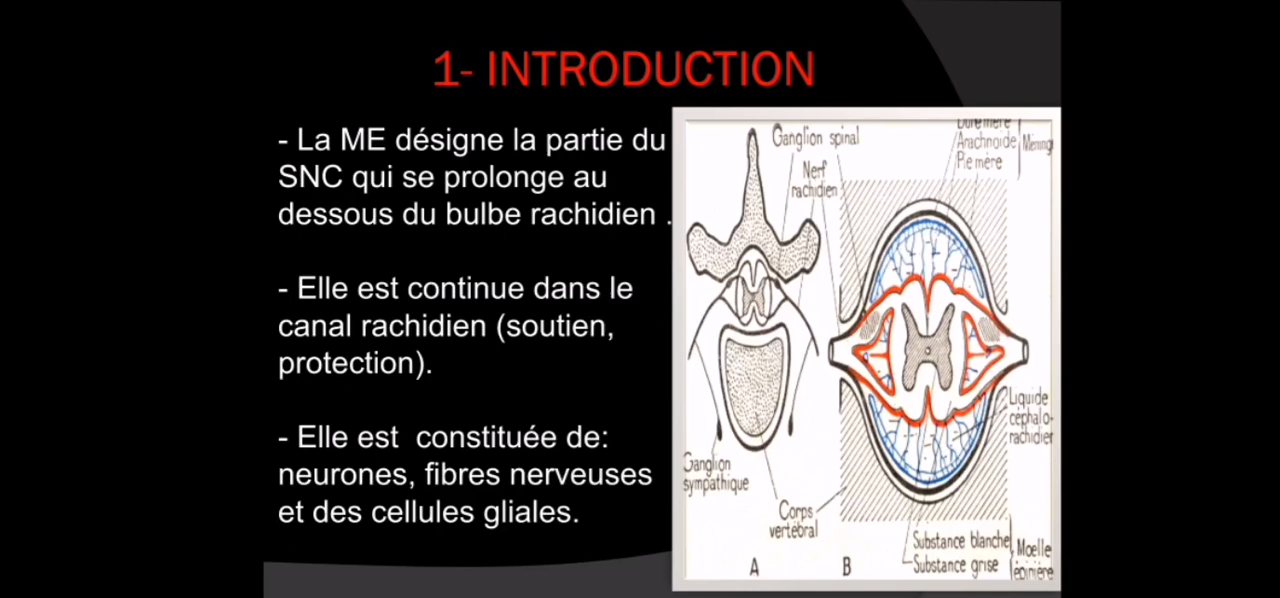 1- INTRODUCTION
- La ME désigne la partie du
SNC qui se prolonge au
dessous du bulbe rachidien .
- Elle est continue dans le
canal rachidien (soutien,
protection).
- Elle est constituée de:
neurones, fibres nerveuses
et des cellules gliales.
Ganglion spinal
Nerf
rachidien
Dure mère
Arachnoïde
Pie mère
Mening
Liquide
céphalo-
rachidien
Ganglion
sympathique
Corps
vertébral
Substance blanche
Substance grise
Moelle
épinière
A
B